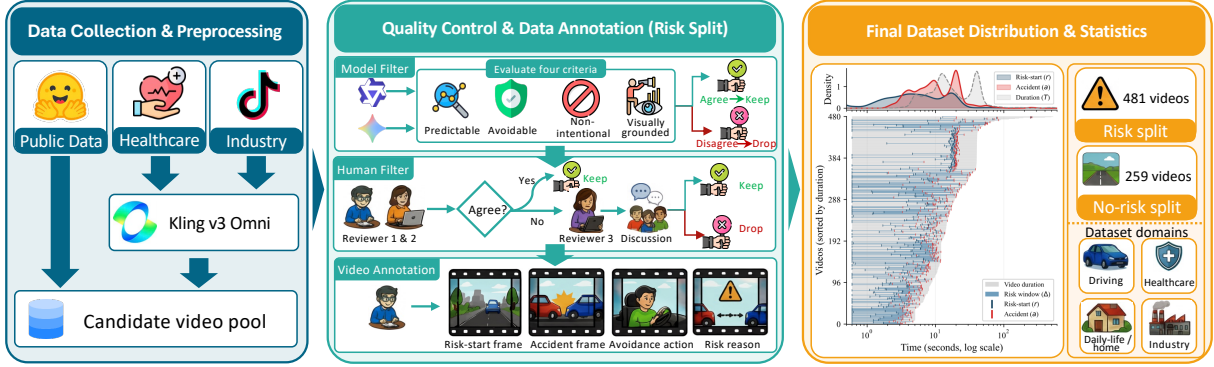 Data Collection & Preprocessing
Public Data
Healthcare
Industry
Kling v3 Omni
Candidate video pool
Quality Control & Data Annotation (Risk Split)
Model Filter
Evaluate four criteria
Predictable
Avoidable
Non-
intentional
Visually
grounded
Agree→Keep
Disagree→Drop
Human Filter
Reviewer 1 & 2
Agree?
Yes
Keep
No
Reviewer 3
Discussion
Keep
Drop
Video Annotation
Risk-start frame
Accident frame
Avoidance action
Risk reason
Final Dataset Distribution & Statistics
Density
1
0
Risk-start (r)
Accident (a)
Duration (T)
Videos (sorted by duration)
480
384
288
192
96
0
Video duration
Risk window (Δ)
Risk-start (r)
Accident (a)
10⁰
10¹
10²
Time (seconds, log scale)
481 videos
Risk split
259 videos
No-risk split
Dataset domains
Driving
Healthcare
Daily-life /
home
Industry